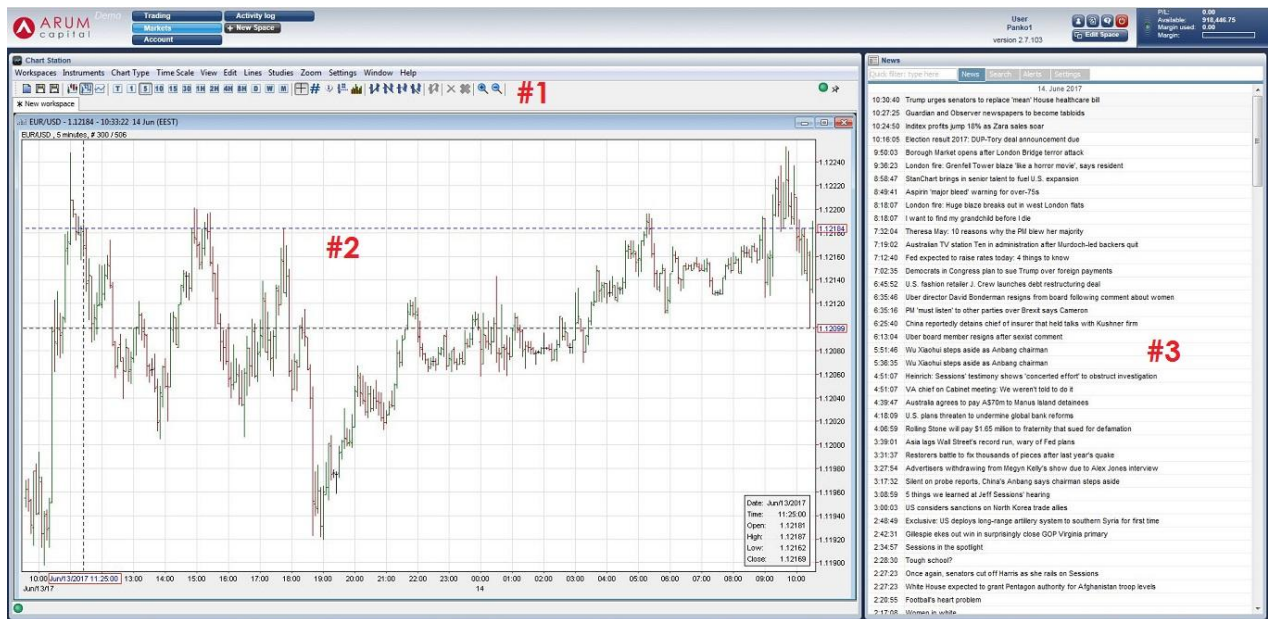 ARUM
capital
Demo
Trading
Markets
Account
Activity log
+ New Space
User
Panko1
version 2.7.103
Edit Space
P/L: 0.00
Available: 918,446.75
Margin used: 0.00
Margin:
Chart Station
Workspaces Instruments Chart Type Time Scale View Edit Lines Studies Zoom Settings Window Help
T 1 5 10 15 30 1H 2H 4H 8H D W M #
#1
New workspace
EUR/USD - 1.12184 - 10:33:22 14 Jun (EEST)
EUR/USD , 5 minutes, # 300 / 506
1.12240
1.12220
1.12200
1.12184
1.12180
#2
1.12160
1.12140
1.12120
1.12099
1.12080
1.12060
1.12040
1.12020
1.12000
1.11980
1.11960
1.11940
1.11920
1.11900
Date: Jun/13/2017
Time: 11:25:00
Open: 1.12181
High: 1.12187
Low: 1.12162
Close: 1.12169
10:00 Jun/13/2017 11:25:00 13:00 14:00 15:00 16:00 17:00 18:00 19:00 20:00 21:00 22:00 23:00 00:00 01:00 02:00 03:00 04:00 05:00 06:00 07:00 08:00 09:00 10:00
Jun/13/17 14
News
Quick filter: type here News Search Alerts Settings
14. June 2017
10:30:40 Trump urges senators to replace 'mean' House healthcare bill
10:27:25 Guardian and Observer newspapers to become tabloids
10:24:50 Inditex profits jump 18% as Zara sales soar
10:16:05 Election result 2017: DUP-Tory deal announcement due
9:50:03 Borough Market opens after London Bridge terror attack
9:36:23 London fire: Grenfell Tower blaze 'like a horror movie', says resident
8:58:47 StanChart brings in senior talent to fuel U.S. expansion
8:49:41 Aspirin 'major bleed' warning for over-75s
8:18:07 London fire: Huge blaze breaks out in west London flats
8:18:07 I want to find my grandchild before I die
7:32:04 Theresa May: 10 reasons why the PM blew her majority
7:19:02 Australian TV station Ten in administration after Murdoch-led backers quit
7:12:40 Fed expected to raise rates today: 4 things to know
7:02:35 Democrats in Congress plan to sue Trump over foreign payments
6:45:52 U.S. fashion retailer J. Crew launches debt restructuring deal
6:35:46 Uber director David Bonderman resigns from board following comment about women
6:35:16 PM 'must listen' to other parties over Brexit says Cameron
6:25:40 China reportedly detains chief of insurer that held talks with Kushner firm
6:13:04 Uber board member resigns after sexist comment
5:51:46 Wu Xiaohui steps aside as Anbang chairman
#3
5:36:35 Wu Xiaohui steps aside as Anbang chairman
4:51:07 Heinrich: Sessions' testimony shows 'concerted effort' to obstruct investigation
4:51:07 VA chief on Cabinet meeting: We weren't told to do it
4:39:47 Australia agrees to pay A$70m to Manus Island detainees
4:18:09 U.S. plans threaten to undermine global bank reforms
4:06:59 Rolling Stone will pay $1.65 million to fraternity that sued for defamation
3:39:01 Asia lags Wall Street's record run, wary of Fed plans
3:31:37 Restorers battle to fix thousands of pieces after last year's quake
3:27:54 Advertisers withdrawing from Megyn Kelly's show due to Alex Jones interview
3:17:32 Silent on probe reports, China's Anbang says chairman steps aside
3:08:59 5 things we learned at Jeff Sessions' hearing
3:00:03 US considers sanctions on North Korea trade allies
2:48:49 Exclusive: US deploys long-range artillery system to southern Syria for first time
2:42:31 Gillespie ekes out win in surprisingly close GOP Virginia primary
2:34:57 Sessions in the spotlight
2:28:30 Tough school?
2:27:23 Once again, senators cut off Harris as she rails on Sessions
2:27:23 White House expected to grant Pentagon authority for Afghanistan troop levels
2:20:55 Football's heart problem
2:17:08 Women in white